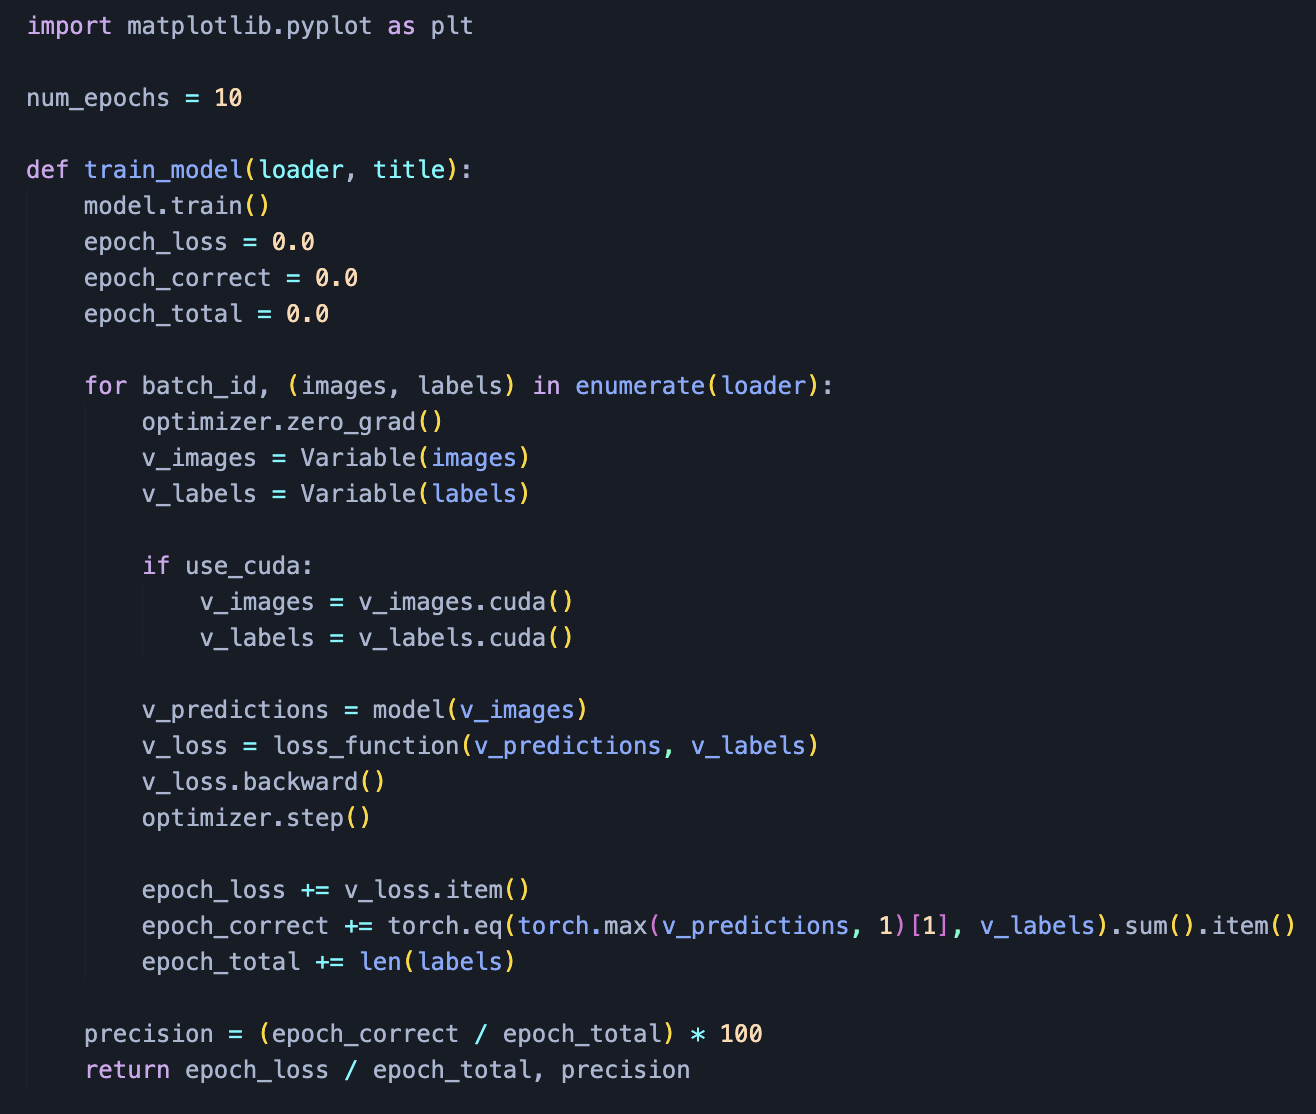 import matplotlib.pyplot as plt
num_epochs = 10
def train_model(loader, title):
    model.train()
    epoch_loss = 0.0
    epoch_correct = 0.0
    epoch_total = 0.0
    for batch_id, (images, labels) in enumerate(loader):
        optimizer.zero_grad()
        v_images = Variable(images)
        v_labels = Variable(labels)
        if use_cuda:
            v_images = v_images.cuda()
            v_labels = v_labels.cuda()
        v_predictions = model(v_images)
        v_loss = loss_function(v_predictions, v_labels)
        v_loss.backward()
        optimizer.step()
        epoch_loss += v_loss.item()
        epoch_correct += torch.eq(torch.max(v_predictions, 1)[1], v_labels).sum().item()
        epoch_total += len(labels)
    precision = (epoch_correct / epoch_total) * 100
    return epoch_loss / epoch_total, precision